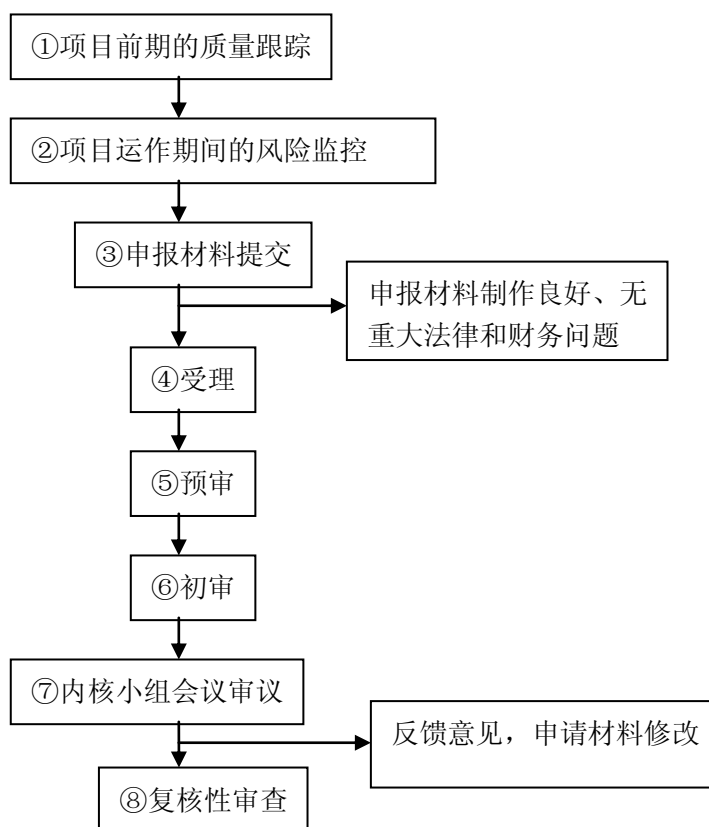 ①项目前期的质量跟踪
②项目运作期间的风险监控
③申报材料提交
申报材料制作良好、无
重大法律和财务问题
④受理
⑤预审
⑥初审
⑦内核小组会议审议
反馈意见，申请材料修改
⑧复核性审查